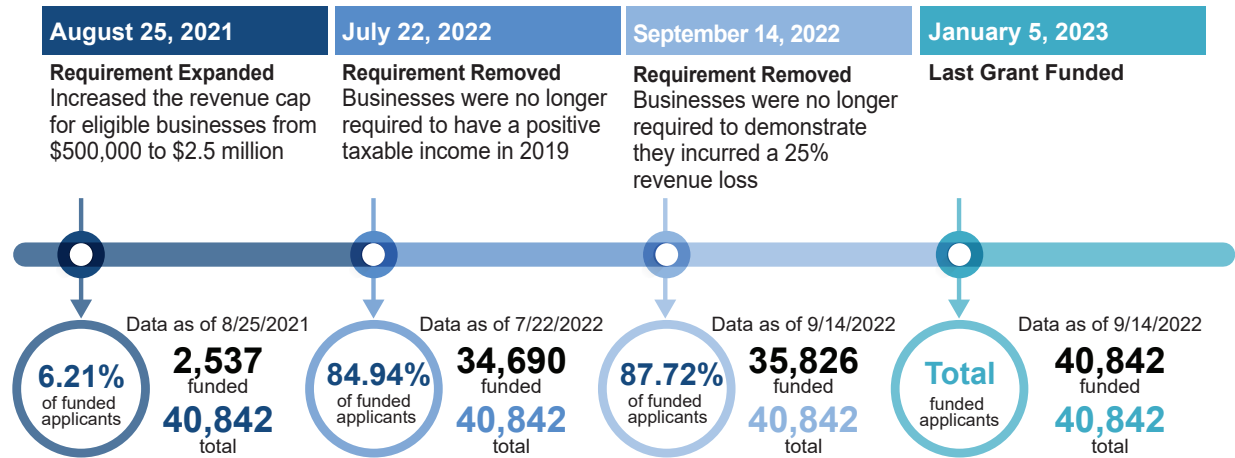 August 25, 2021
Requirement Expanded
Increased the revenue cap
for eligible businesses from
$500,000 to $2.5 million
July 22, 2022
Requirement Removed
Businesses were no longer
required to have a positive
taxable income in 2019
September 14, 2022
Requirement Removed
Businesses were no longer
required to demonstrate
they incurred a 25%
revenue loss
January 5, 2023
Last Grant Funded
6.21%
of funded
applicants
Data as of 8/25/2021
2,537
funded
40,842
total
84.94%
of funded
applicants
Data as of 7/22/2022
34,690
funded
40,842
total
87.72%
of funded
applicants
Data as of 9/14/2022
35,826
funded
40,842
total
Total
funded
applicants
Data as of 9/14/2022
40,842
funded
40,842
total